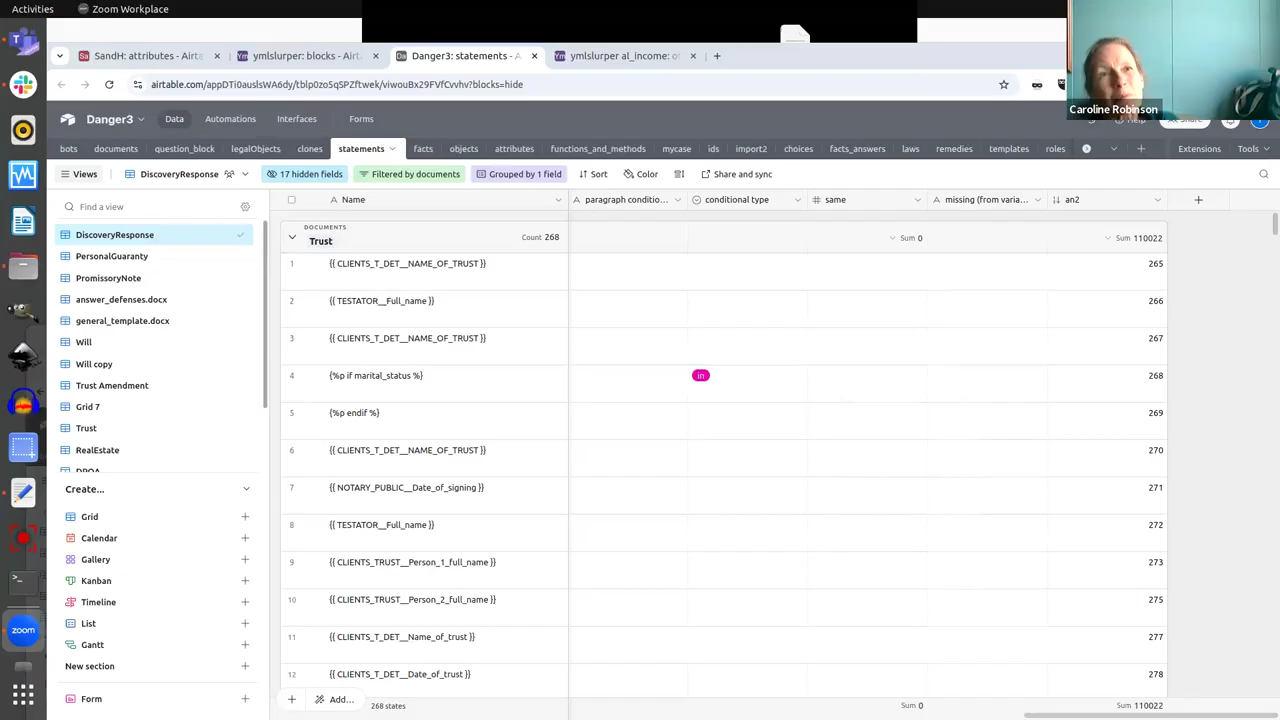 Activities
Zoom Workplace
SandH: attributes - Airta
ymlslurper: blocks - Airt
Danger3: statements - A
ymlslurper al_income: o
airtable.com/appDTi0auslsWA6dy/tblp0zo5qSPZftwek/viwouBx29FVfCvvhv?blocks=hide
Caroline Robinson
Danger3
Data
Automations
Interfaces
Forms
Help
Share
bots
documents
question_block
legalObjects
clones
statements
facts
objects
attributes
functions_and_methods
mycase
ids
import2
choices
facts_answers
laws
remedies
templates
roles
Extensions
Tools
Views
DiscoveryResponse
17 hidden fields
Filtered by documents
Grouped by 1 field
Sort
Color
Share and sync
Find a view
DiscoveryResponse
PersonalGuaranty
PromissoryNote
answer_defenses.docx
general_template.docx
Will
Will copy
Trust Amendment
Grid 7
Trust
RealEstate
DPOA
Create...
Grid
Calendar
Gallery
Kanban
Timeline
List
Gantt
New section
Form
Name
paragraph conditio...
conditional type
same
missing (from varia...
an2
DOCUMENTS
Trust
Count 268
Sum 0
Sum 110022
1 {{ CLIENTS_T_DET__NAME_OF_TRUST }} 265
2 {{ TESTATOR__Full_name }} 266
3 {{ CLIENTS_T_DET__NAME_OF_TRUST }} 267
4 {%p if marital_status %} in 268
5 {%p endif %} 269
6 {{ CLIENTS_T_DET__NAME_OF_TRUST }} 270
7 {{ NOTARY_PUBLIC__Date_of_signing }} 271
8 {{ TESTATOR__Full_name }} 272
9 {{ CLIENTS_TRUST__Person_1_full_name }} 273
10 {{ CLIENTS_TRUST__Person_2_full_name }} 275
11 {{ CLIENTS_T_DET__Name_of_trust }} 277
12 {{ CLIENTS_T_DET__Date_of_trust }} 278
Add...
268 states
Sum 0
Sum 110022
zoom